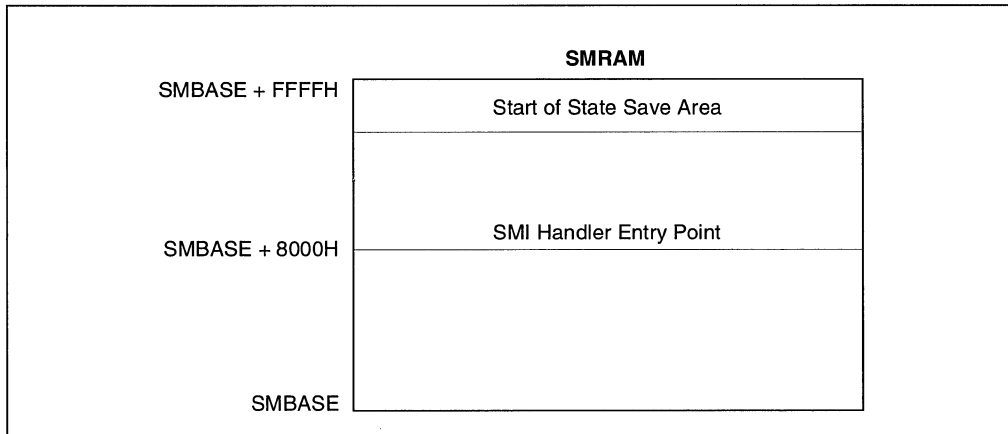 SMRAM
SMBASE + FFFFH
Start of State Save Area
SMI Handler Entry Point
SMBASE + 8000H
SMBASE